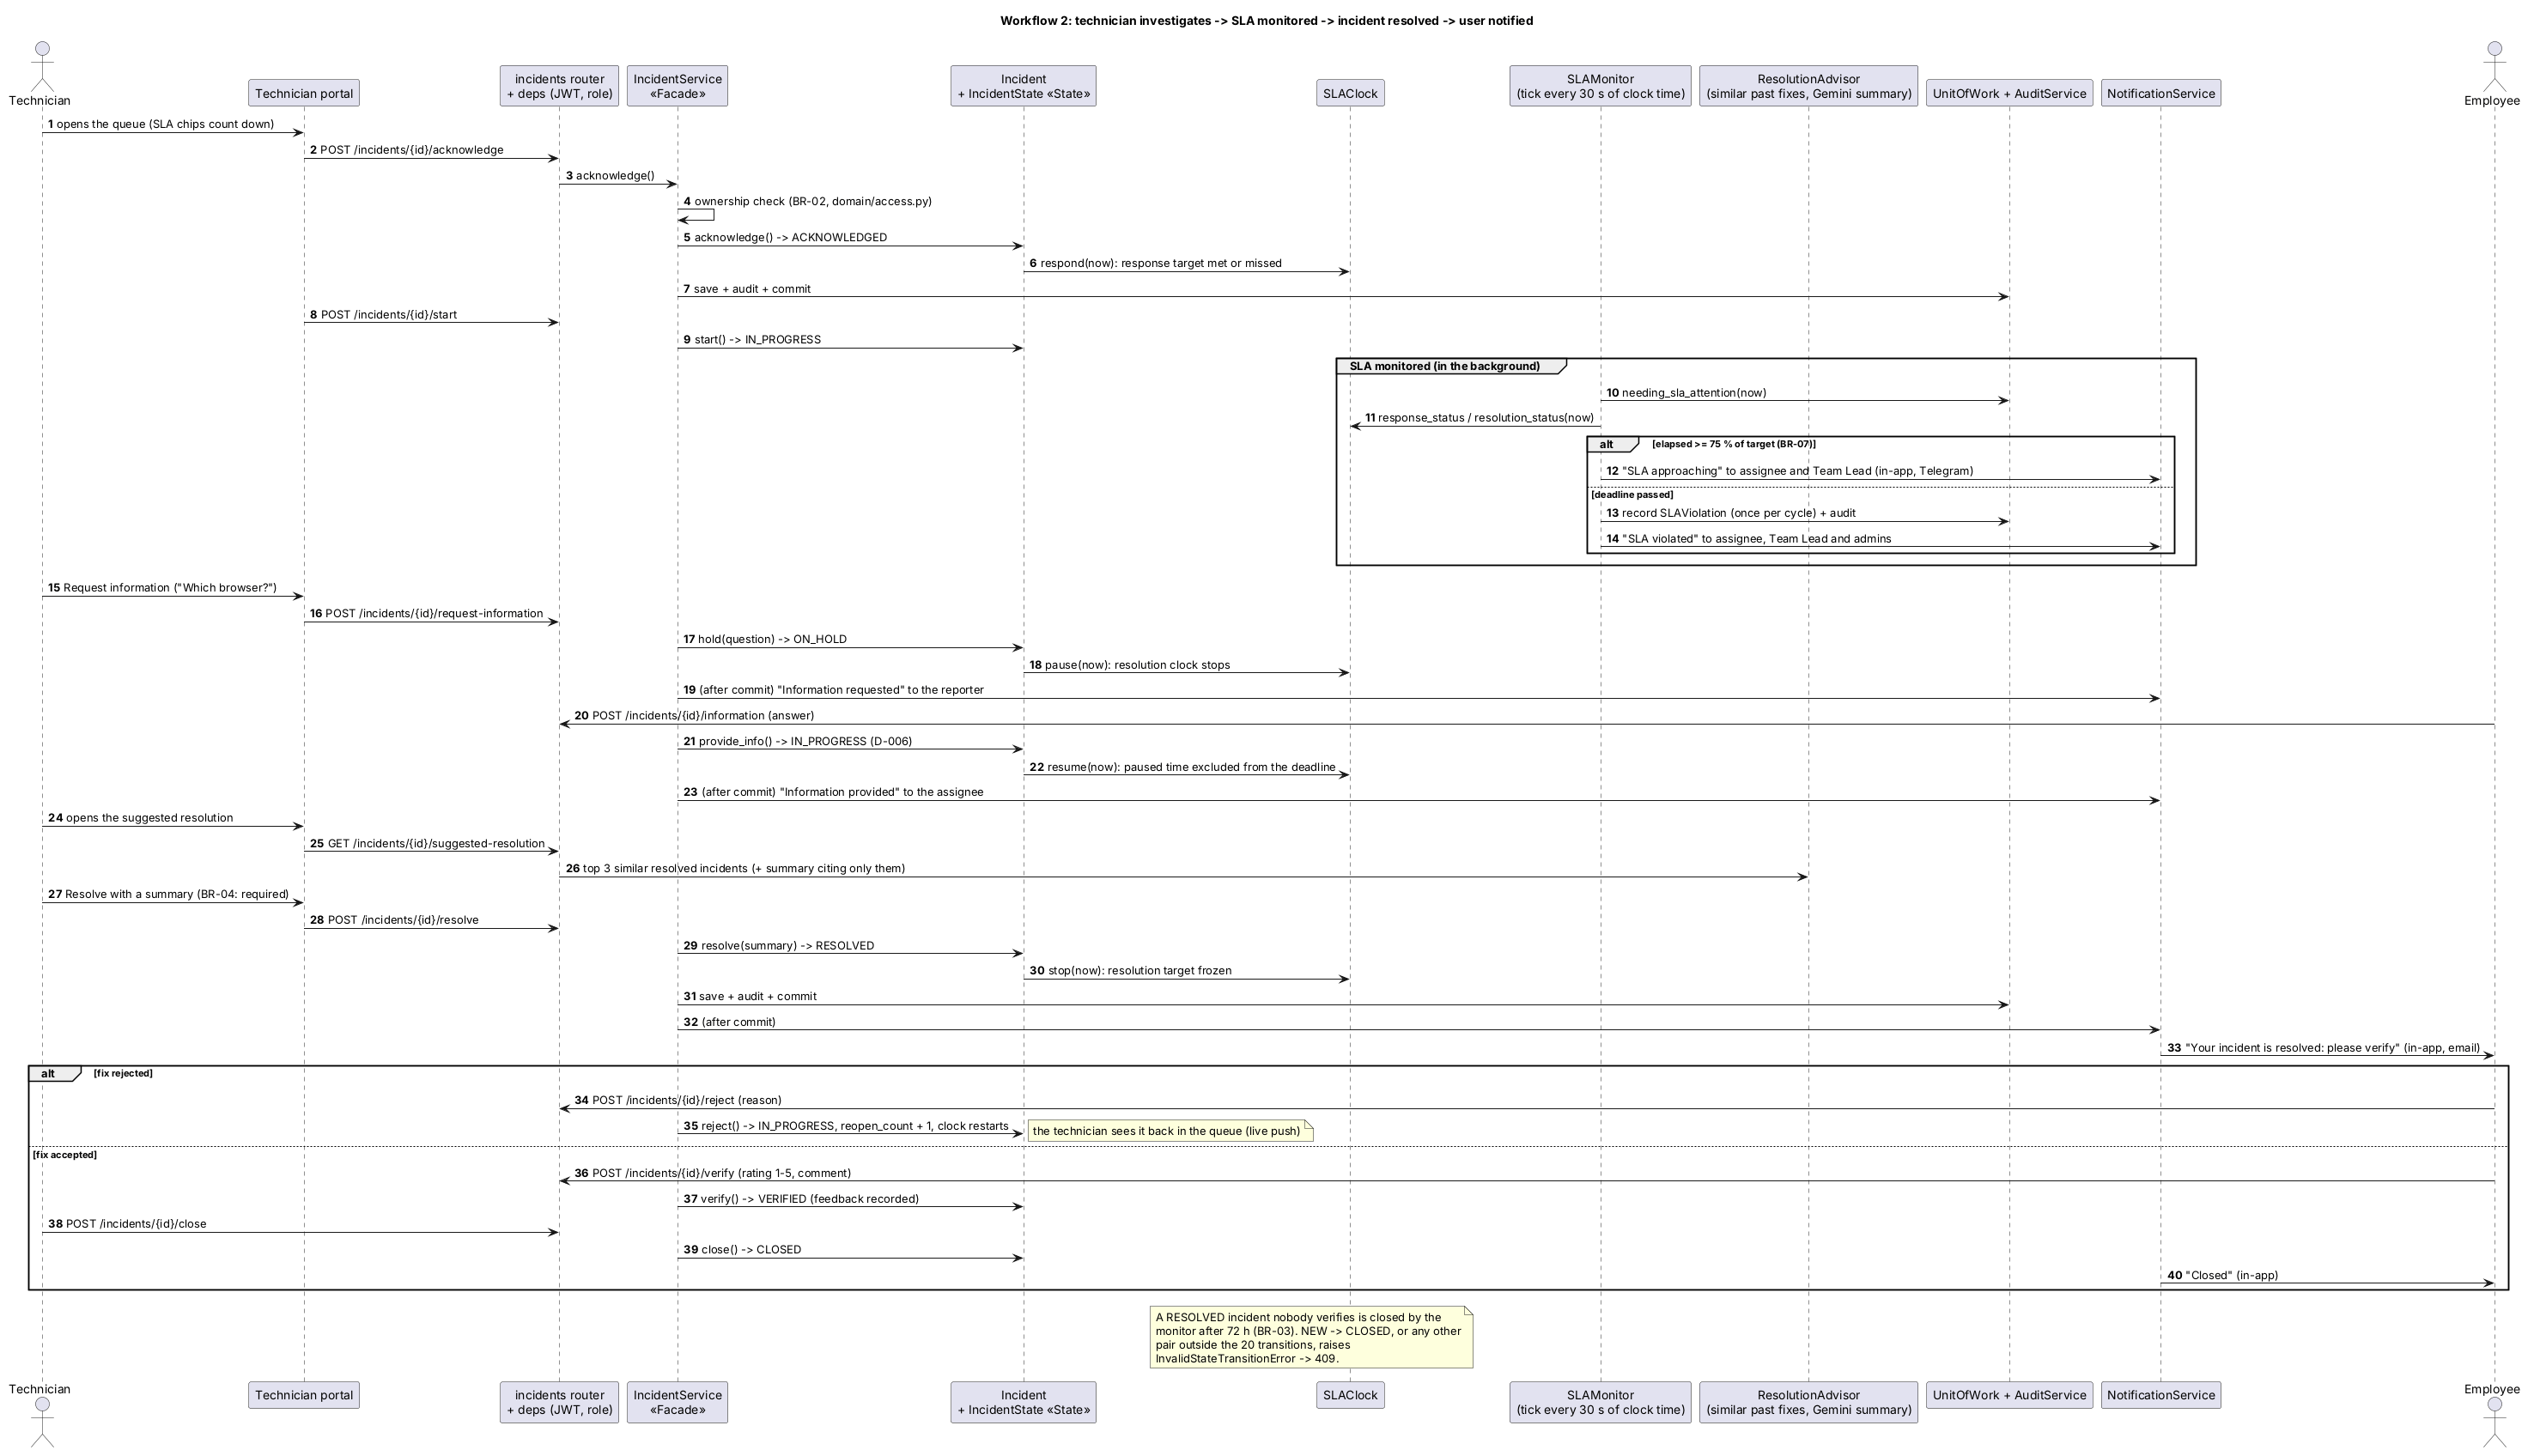 Workflow 2: technician investigates -> SLA monitored -> incident resolved -> user notified
Technician
Technician portal
incidents router
+ deps (JWT, role)
IncidentService
«Facade»
Incident
+ IncidentState «State»
SLAClock
SLAMonitor
(tick every 30 s of clock time)
ResolutionAdvisor
(similar past fixes, Gemini summary)
UnitOfWork + AuditService
NotificationService
Employee
1 opens the queue (SLA chips count down)
2 POST /incidents/{id}/acknowledge
3 acknowledge()
4 ownership check (BR-02, domain/access.py)
5 acknowledge() -> ACKNOWLEDGED
6 respond(now): response target met or missed
7 save + audit + commit
8 POST /incidents/{id}/start
9 start() -> IN_PROGRESS
SLA monitored (in the background)
10 needing_sla_attention(now)
11 response_status / resolution_status(now)
alt [elapsed >= 75 % of target (BR-07)]
12 "SLA approaching" to assignee and Team Lead (in-app, Telegram)
[deadline passed]
13 record SLAViolation (once per cycle) + audit
14 "SLA violated" to assignee, Team Lead and admins
15 Request information ("Which browser?")
16 POST /incidents/{id}/request-information
17 hold(question) -> ON_HOLD
18 pause(now): resolution clock stops
19 (after commit) "Information requested" to the reporter
20 POST /incidents/{id}/information (answer)
21 provide_info() -> IN_PROGRESS (D-006)
22 resume(now): paused time excluded from the deadline
23 (after commit) "Information provided" to the assignee
24 opens the suggested resolution
25 GET /incidents/{id}/suggested-resolution
26 top 3 similar resolved incidents (+ summary citing only them)
27 Resolve with a summary (BR-04: required)
28 POST /incidents/{id}/resolve
29 resolve(summary) -> RESOLVED
30 stop(now): resolution target frozen
31 save + audit + commit
32 (after commit)
33 "Your incident is resolved: please verify" (in-app, email)
alt [fix rejected]
34 POST /incidents/{id}/reject (reason)
35 reject() -> IN_PROGRESS, reopen_count + 1, clock restarts
the technician sees it back in the queue (live push)
[fix accepted]
36 POST /incidents/{id}/verify (rating 1-5, comment)
37 verify() -> VERIFIED (feedback recorded)
38 POST /incidents/{id}/close
39 close() -> CLOSED
40 "Closed" (in-app)
A RESOLVED incident nobody verifies is closed by the
monitor after 72 h (BR-03). NEW -> CLOSED, or any other
pair outside the 20 transitions, raises
InvalidStateTransitionError -> 409.
Technician
Technician portal
incidents router
+ deps (JWT, role)
IncidentService
«Facade»
Incident
+ IncidentState «State»
SLAClock
SLAMonitor
(tick every 30 s of clock time)
ResolutionAdvisor
(similar past fixes, Gemini summary)
UnitOfWork + AuditService
NotificationService
Employee